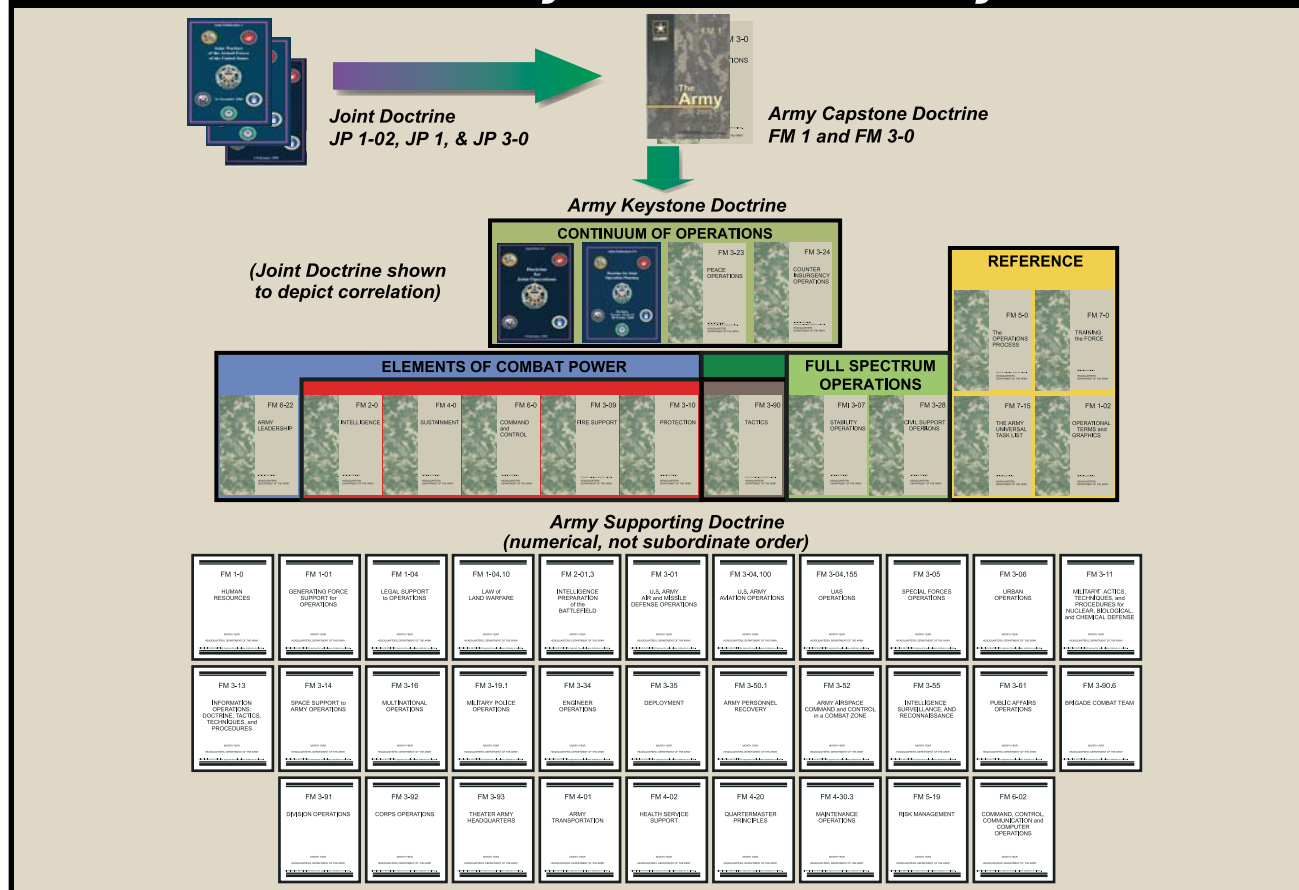 Joint Doctrine
JP 1-02, JP 1, & JP 3-0
FM 1
The
Army
Army Capstone Doctrine
FM 1 and FM 3-0
Army Keystone Doctrine
(Joint Doctrine shown
to depict correlation)
CONTINUUM OF OPERATIONS
FM 3-23
PEACE
OPERATIONS
FM 3-24
COUNTER
INSURGENCY
OPERATIONS
REFERENCE
FM 5-0
The
OPERATIONS
PROCESS
FM 7-0
TRAINING
the FORCE
ELEMENTS OF COMBAT POWER
FULL SPECTRUM
OPERATIONS
FM 6-22
ARMY
LEADERSHIP
FM 2-0
INTELLIGENCE
FM 4-0
SUSTAINMENT
FM 6-0
COMMAND
and
CONTROL
FM 3-09
FIRE SUPPORT
FM 3-10
PROTECTION
FM 3-90
TACTICS
FMI 3-07
STABILITY
OPERATIONS
FM 3-28
CIVIL SUPPORT
FM 7-15
THE ARMY
UNIVERSAL
TASK LIST
FM 1-02
OPERATIONAL
TERMS and
GRAPHICS
Army Supporting Doctrine
(numerical, not subordinate order)
FM 1-0
HUMAN
RESOURCES
FM 1-01
GENERATING FORCE
SUPPORT for
OPERATIONS
FM 1-04
LEGAL SUPPORT
to OPERATIONS
FM 1-04.10
LAW of
LAND WARFARE
FM 2-01.3
INTELLIGENCE
PREPARATION
of the
BATTLEFIELD
FM 3-01
U.S. ARMY
AIR and MISSILE
DEFENSE OPERATIONS
FM 3-04.100
U.S. ARMY
AVIATION OPERATIONS
FM 3-04.155
UAS
OPERATIONS
FM 3-05
SPECIAL FORCES
OPERATIONS
FM 3-06
URBAN
OPERATIONS
FM 3-11
TECHNIQUES, and
PROCEDURES for
NUCLEAR, BIOLOGICAL,
and CHEMICAL DEFENSE
FM 3-13
INFORMATION
OPERATIONS:
DOCTRINE, TACTICS,
TECHNIQUES, and
PROCEDURES
FM 3-14
SPACE SUPPORT to
ARMY OPERATIONS
FM 3-16
MULTINATIONAL
OPERATIONS
FM 3-19.1
MILITARY POLICE
OPERATIONS
FM 3-34
ENGINEER
OPERATIONS
FM 3-35
DEPLOYMENT
FM 3-50.1
ARMY PERSONNEL
RECOVERY
FM 3-52
ARMY AIRSPACE
COMMAND and CONTROL
in a COMBAT ZONE
FM 3-55
INTELLIGENCE
SURVEILLANCE, AND
RECONNAISSANCE
FM 3-61
PUBLIC AFFAIRS
OPERATIONS
FM 3-90.6
BRIGADE COMBAT TEAM
FM 3-91
DIVISION OPERATIONS
FM 3-92
CORPS OPERATIONS
FM 3-93
THEATER ARMY
HEADQUARTERS
FM 4-01
ARMY
TRANSPORTATION
FM 4-02
HEALTH SERVICE
SUPPORT
FM 4-20
QUARTERMASTER
PRINCIPLES
FM 4-30.3
MAINTENANCE
OPERATIONS
FM 5-19
RISK MANAGEMENT
FM 6-02
COMMAND, CONTROL,
COMMUNICATION and
COMPUTER
OPERATIONS